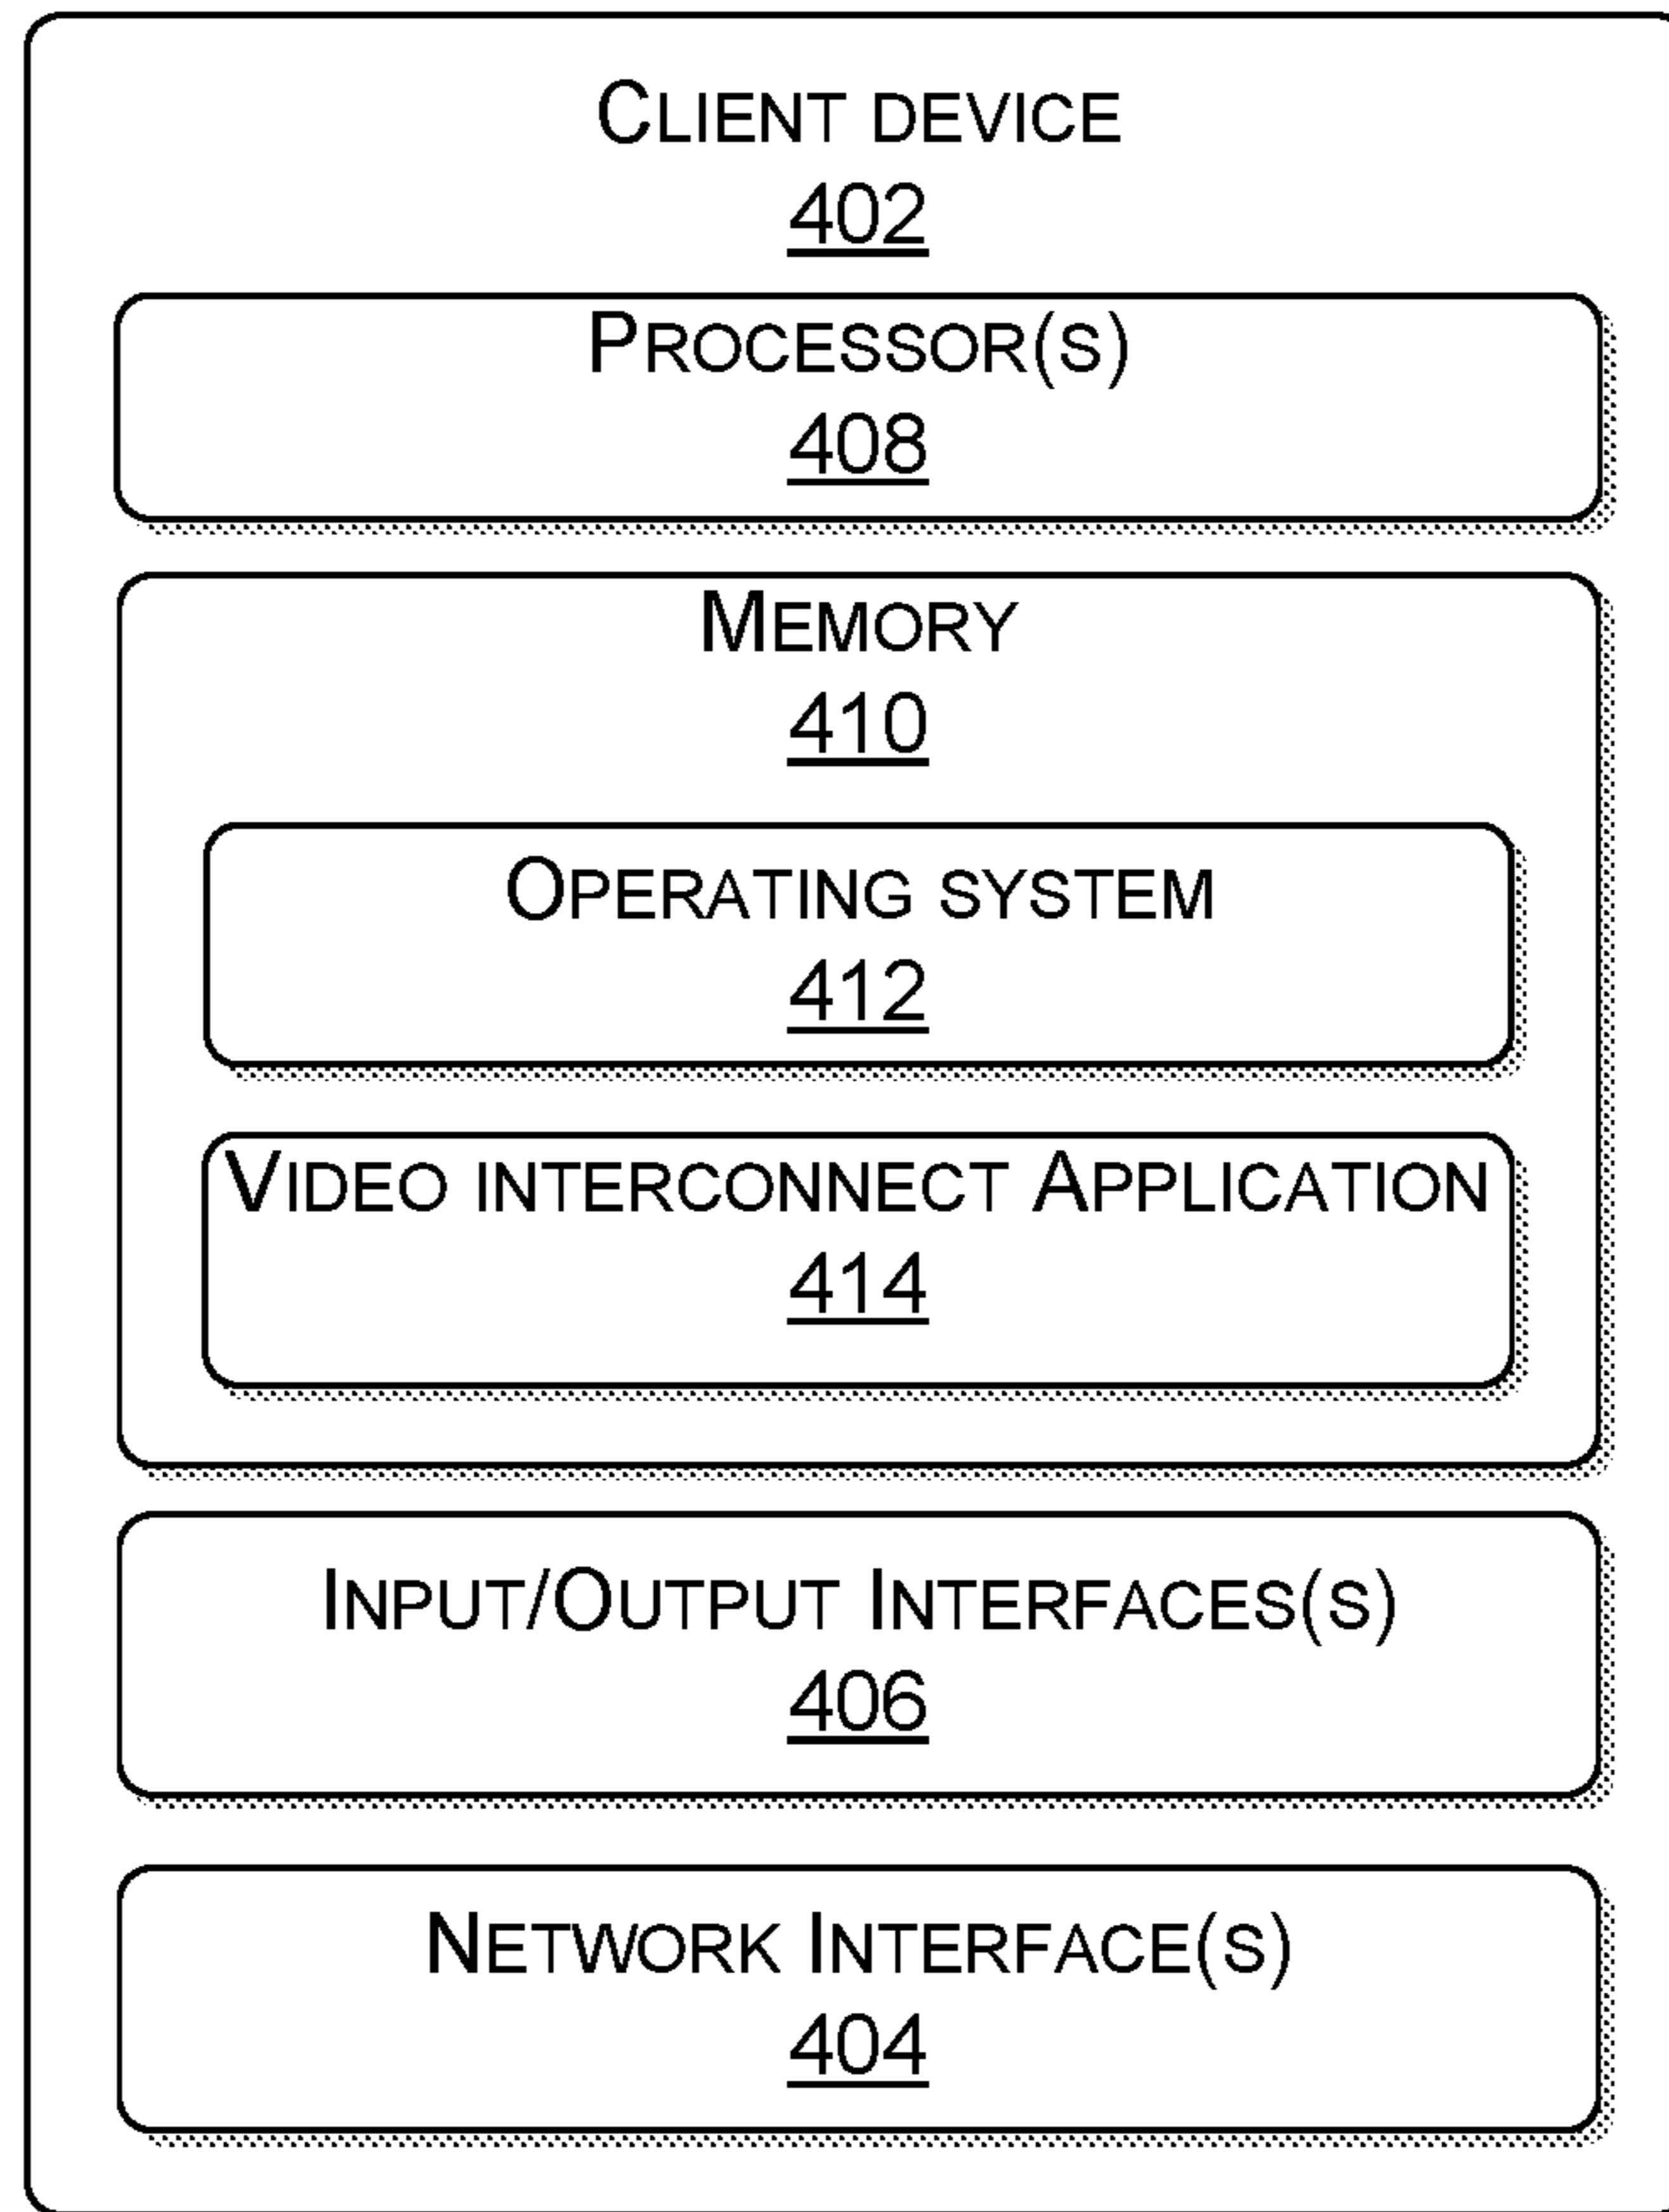 CLIENT DEVICE
402
PROCESSOR(S)
408
MEMORY
410
OPERATING SYSTEM
412
VIDEO INTERCONNECT APPLICATION
414
INPUT/OUTPUT INTERFACES(S)
406
NETWORK INTERFACE(S)
404